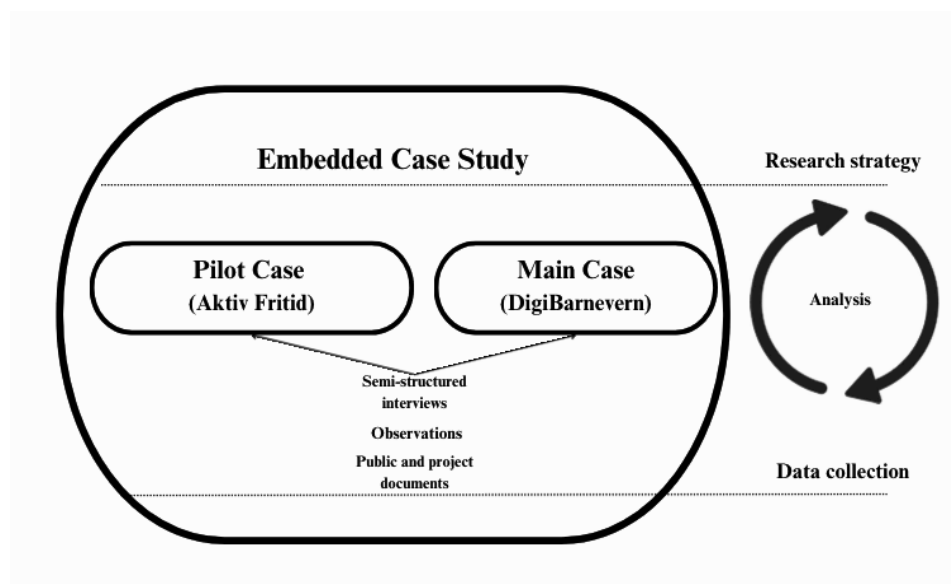 Embedded Case Study
Research strategy
Pilot Case
(Aktiv Fritid)
Main Case
(DigiBarnevern)
Analysis
Semi-structured
interviews
Observations
Public and project
documents
Data collection